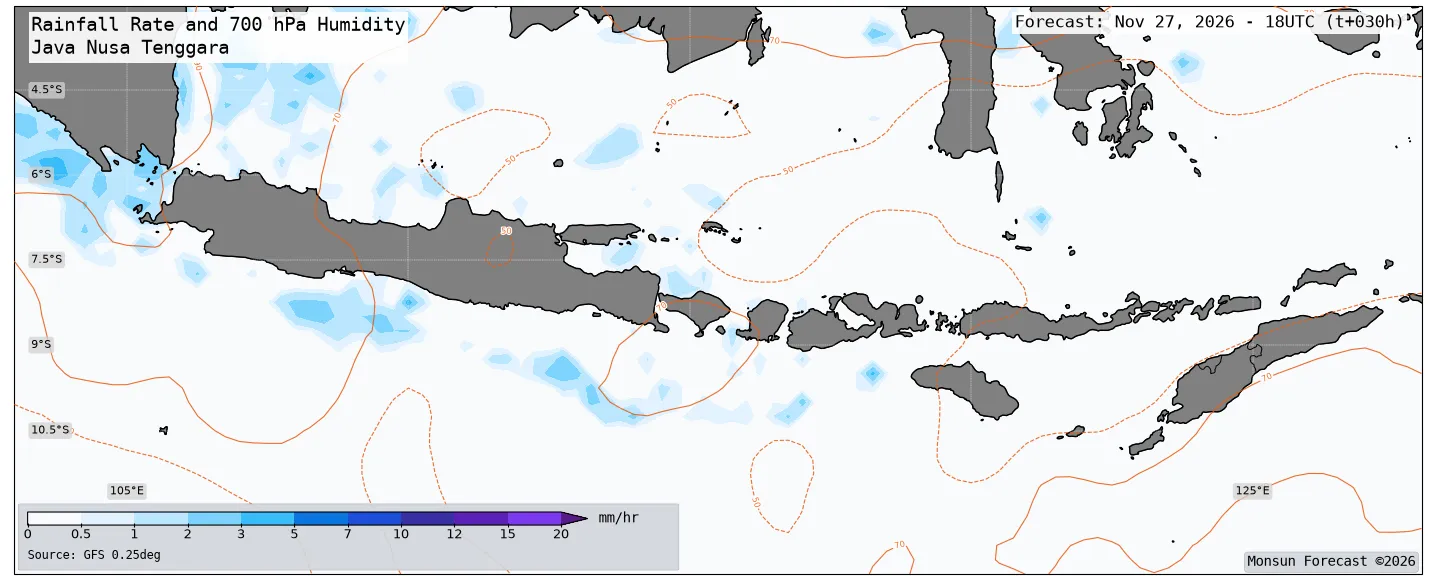 Rainfall Rate and 700 hPa Humidity
Java Nusa Tenggara
Forecast: Nov 27, 2026 - 18UTC (t+030h)
70
50
70
4.5°S
50
50
6°S
50
7.5°S
70
9°S
70
10.5°S
105°E
125°E
50
70
0 0.5 1 2 3 5 7 10 12 15 20
mm/hr
Source: GFS 0.25deg
Monsun Forecast ©2026